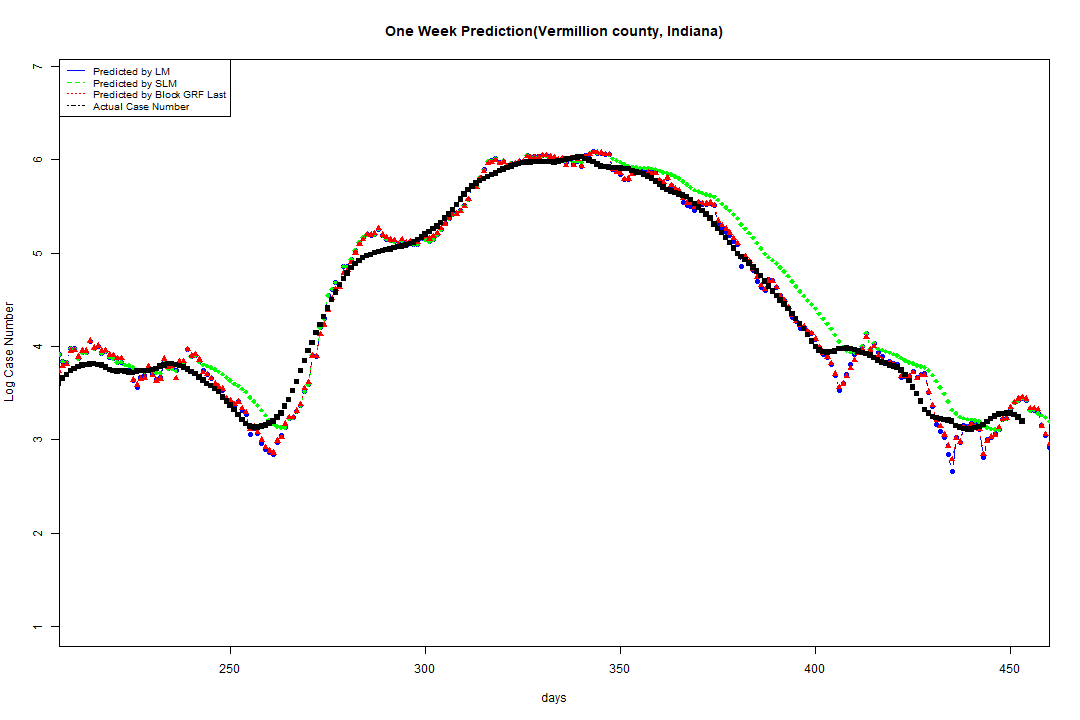 One Week Prediction(Vermillion county, Indiana)
Predicted by LM
Predicted by SLM
Predicted by Block GRF Last
Actual Case Number
7
6
5
4
3
2
1
Log Case Number
250 300 350 400 450
days